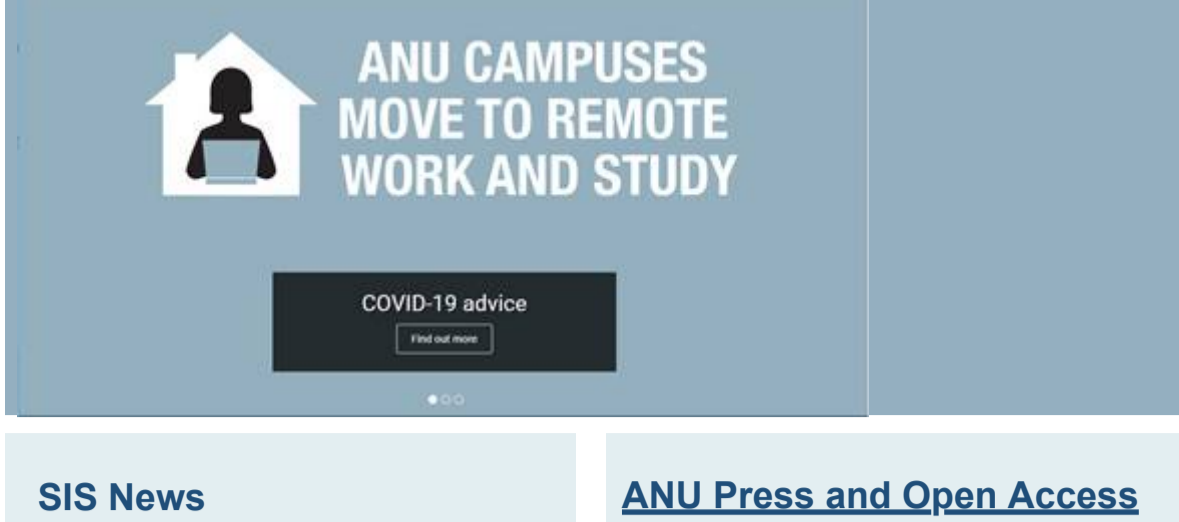 ANU CAMPUSES
MOVE TO REMOTE
WORK AND STUDY
COVID-19 advice
Find out more
SIS News
ANU Press and Open Access